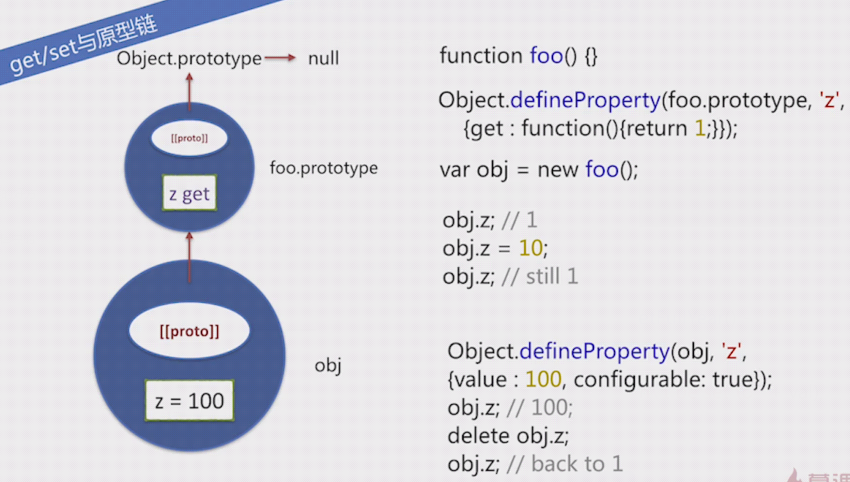 get/set与原型链
Object.prototype
null
[[proto]]
z get
foo.prototype
[[proto]]
z = 100
obj
function foo() {}
Object.defineProperty(foo.prototype, 'z',
{get : function(){return 1;}});
var obj = new foo();
obj.z; // 1
obj.z = 10;
obj.z; // still 1
Object.defineProperty(obj, 'z',
{value : 100, configurable: true});
obj.z; // 100;
delete obj.z;
obj.z; // back to 1